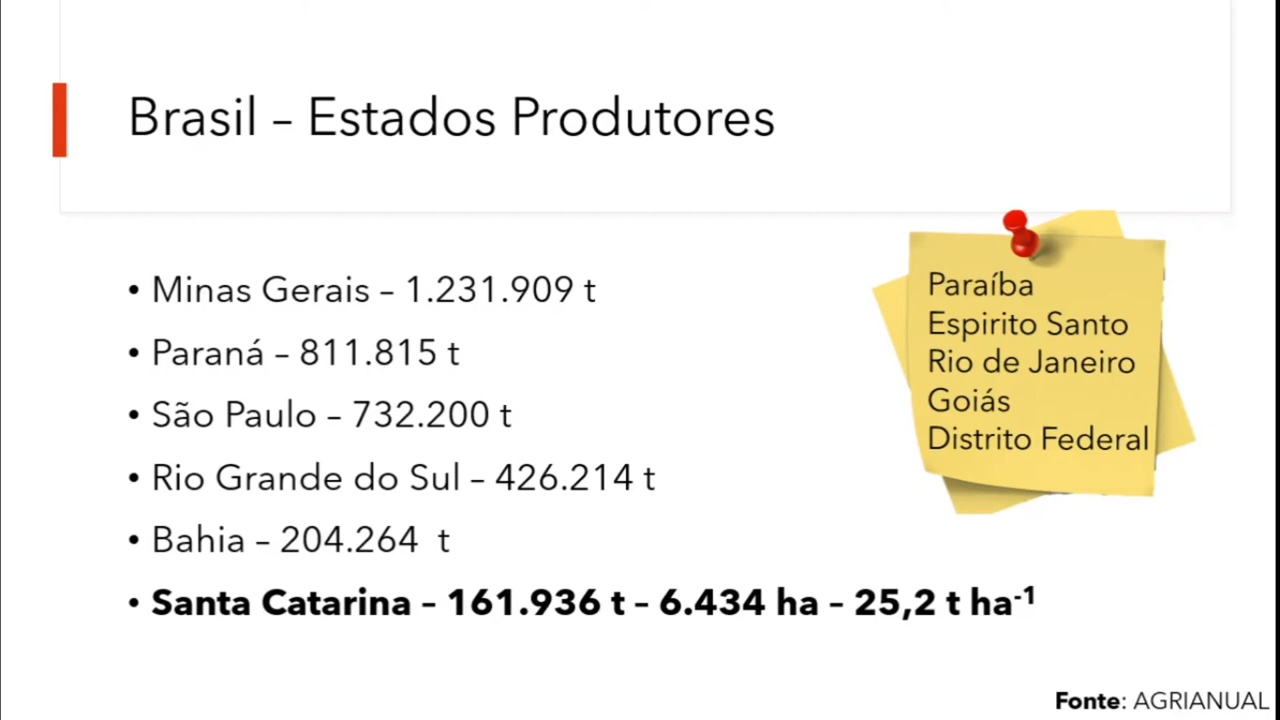 Brasil – Estados Produtores
• Minas Gerais – 1.231.909 t
• Paraná – 811.815 t
• São Paulo – 732.200 t
• Rio Grande do Sul – 426.214 t
• Bahia – 204.264  t
• Santa Catarina – 161.936 t – 6.434 ha – 25,2 t ha⁻¹
Paraíba
Espirito Santo
Rio de Janeiro
Goiás
Distrito Federal
Fonte: AGRIANUAL